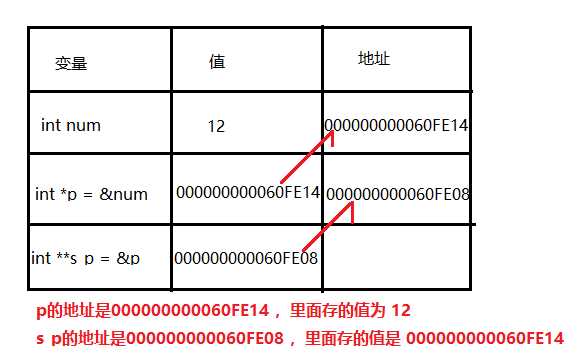 变量 值 地址
int num 12 000000000060FE14
int *p = &num 000000000060FE14 000000000060FE08
int **s_p = &p 000000000060FE08
p的地址是000000000060FE14 ，里面存的值为 12
s_p的地址是000000000060FE08 ，里面存的值是 000000000060FE14